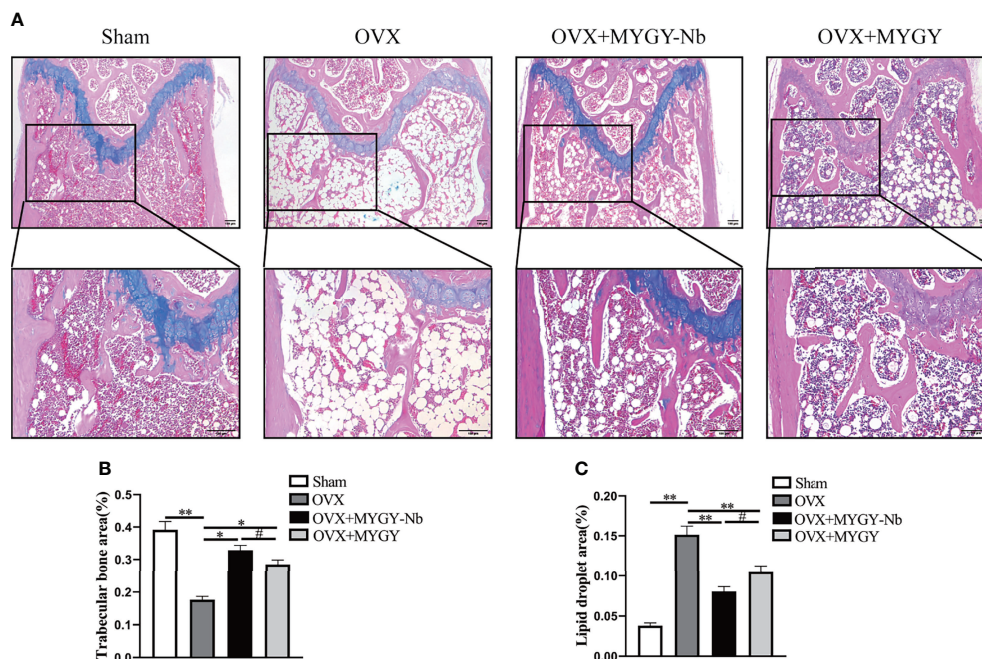 A
Sham OVX OVX+MYGY-Nb OVX+MYGY
B
Trabecular bone area(%)
0.5
0.4
0.3
0.2
0.1
0.0
** * * #
Sham
OVX
OVX+MYGY-Nb
OVX+MYGY
C
Lipid droplet area(%)
0.20
0.15
0.10
0.05
0.00
** ** ** #
Sham
OVX
OVX+MYGY-Nb
OVX+MYGY